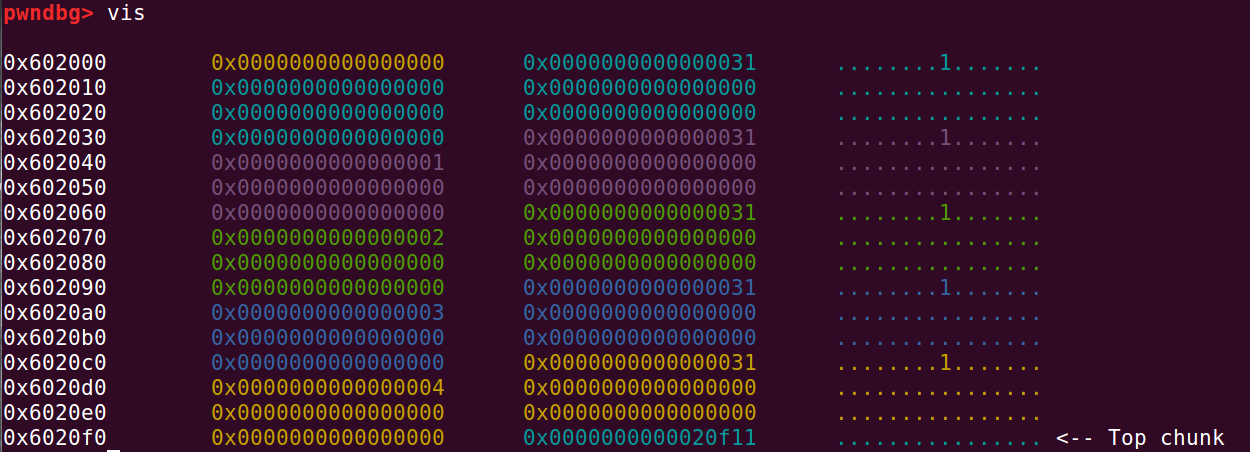 pwndbg> vis
0x602000 0x0000000000000000 0x0000000000000031 ........1.......
0x602010 0x0000000000000000 0x0000000000000000 ................
0x602020 0x0000000000000000 0x0000000000000000 ................
0x602030 0x0000000000000000 0x0000000000000031 ........1.......
0x602040 0x0000000000000001 0x0000000000000000 ................
0x602050 0x0000000000000000 0x0000000000000000 ................
0x602060 0x0000000000000000 0x0000000000000031 ........1.......
0x602070 0x0000000000000002 0x0000000000000000 ................
0x602080 0x0000000000000000 0x0000000000000000 ................
0x602090 0x0000000000000000 0x0000000000000031 ........1.......
0x6020a0 0x0000000000000003 0x0000000000000000 ................
0x6020b0 0x0000000000000000 0x0000000000000000 ................
0x6020c0 0x0000000000000000 0x0000000000000031 ........1.......
0x6020d0 0x0000000000000004 0x0000000000000000 ................
0x6020e0 0x0000000000000000 0x0000000000000000 ................
0x6020f0 0x0000000000000000 0x0000000000020f11 ................ <-- Top chunk